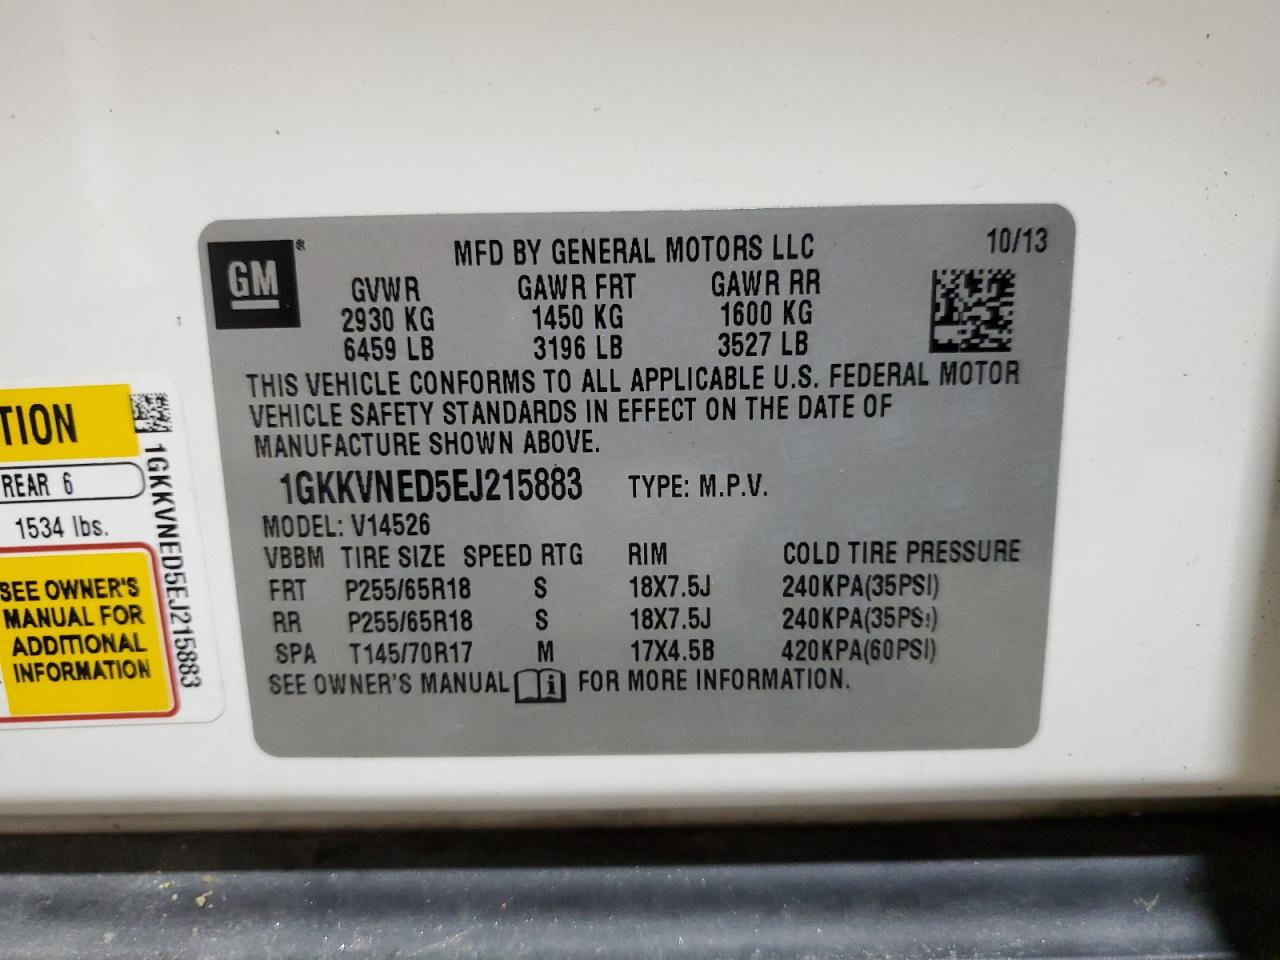 GM®
MFD BY GENERAL MOTORS LLC
10/13
GVWR GAWR FRT GAWR RR
2930 KG 1450 KG 1600 KG
6459 LB 3196 LB 3527 LB
THIS VEHICLE CONFORMS TO ALL APPLICABLE U.S. FEDERAL MOTOR
VEHICLE SAFETY STANDARDS IN EFFECT ON THE DATE OF
MANUFACTURE SHOWN ABOVE.
1GKKVNED5EJ215883 TYPE: M.P.V.
MODEL: V14526
VBBM TIRE SIZE SPEED RTG RIM COLD TIRE PRESSURE
FRT P255/65R18 S 18X7.5J 240KPA(35PSI)
RR P255/65R18 S 18X7.5J 240KPA(35PSI)
SPA T145/70R17 M 17X4.5B 420KPA(60PSI)
SEE OWNER'S MANUAL i FOR MORE INFORMATION.
TION
REAR 6
1534 lbs.
SEE OWNER'S
MANUAL FOR
ADDITIONAL
INFORMATION
1GKKVNED5EJ215883